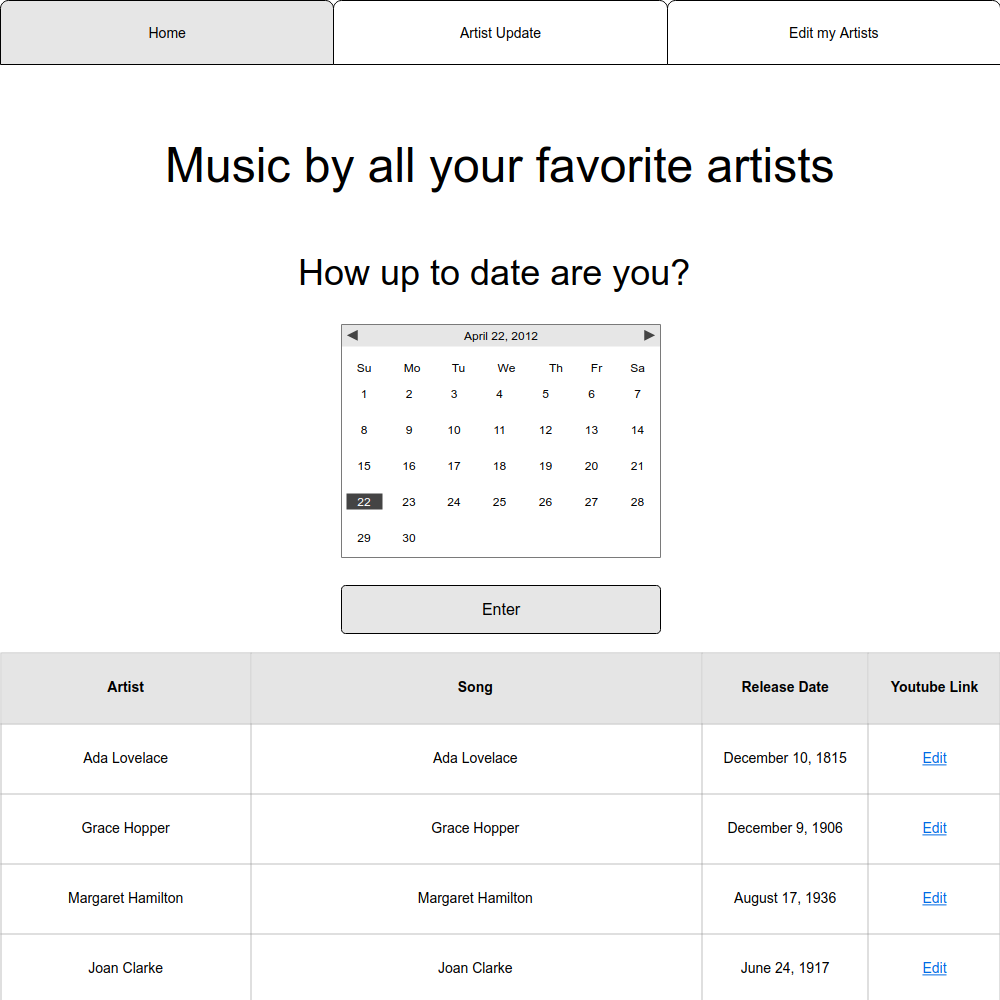 Home Artist Update Edit my Artists
Music by all your favorite artists
How up to date are you?
◀ April 22, 2012 ▶
Su Mo Tu We Th Fr Sa
1 2 3 4 5 6 7
8 9 10 11 12 13 14
15 16 17 18 19 20 21
22 23 24 25 26 27 28
29 30
Enter
Artist Song Release Date Youtube Link
Ada Lovelace Ada Lovelace December 10, 1815 Edit
Grace Hopper Grace Hopper December 9, 1906 Edit
Margaret Hamilton Margaret Hamilton August 17, 1936 Edit
Joan Clarke Joan Clarke June 24, 1917 Edit